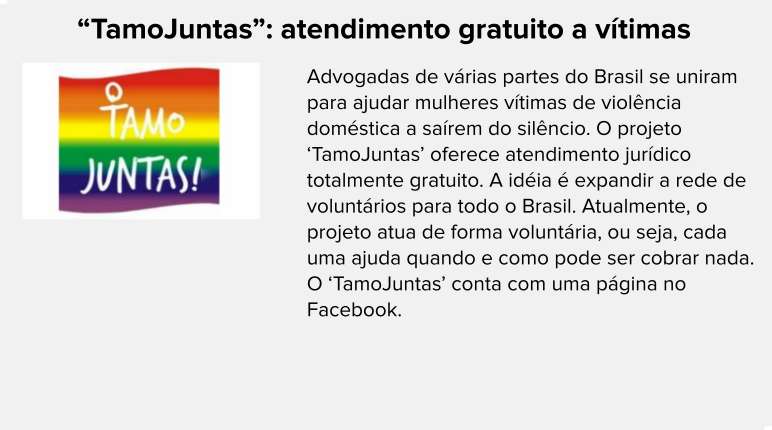 “TamoJuntas”: atendimento gratuito a vítimas
TAMO
JUNTAS!
Advogadas de várias partes do Brasil se uniram
para ajudar mulheres vítimas de violência
doméstica a saírem do silêncio. O projeto
‘TamoJuntas’ oferece atendimento jurídico
totalmente gratuito. A idéia é expandir a rede de
voluntários para todo o Brasil. Atualmente, o
projeto atua de forma voluntária, ou seja, cada
uma ajuda quando e como pode ser cobrar nada.
O ‘TamoJuntas’ conta com uma página no
Facebook.